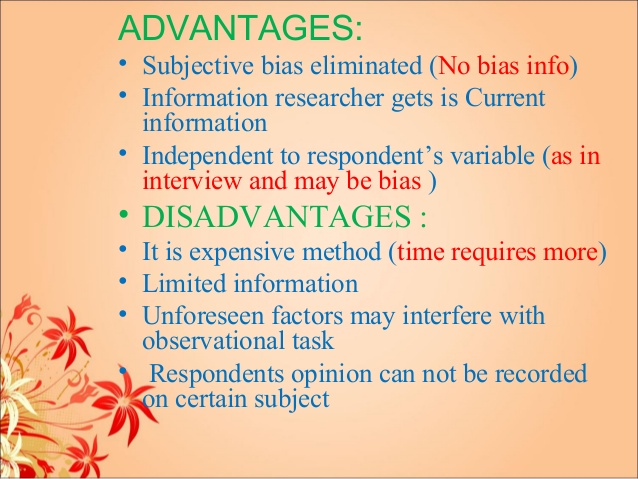 ADVANTAGES:
• Subjective bias eliminated (No bias info)
• Information researcher gets is Current
information
• Independent to respondent’s variable (as in
interview and may be bias )
• DISADVANTAGES :
• It is expensive method (time requires more)
• Limited information
• Unforeseen factors may interfere with
observational task
• Respondents opinion can not be recorded
on certain subject